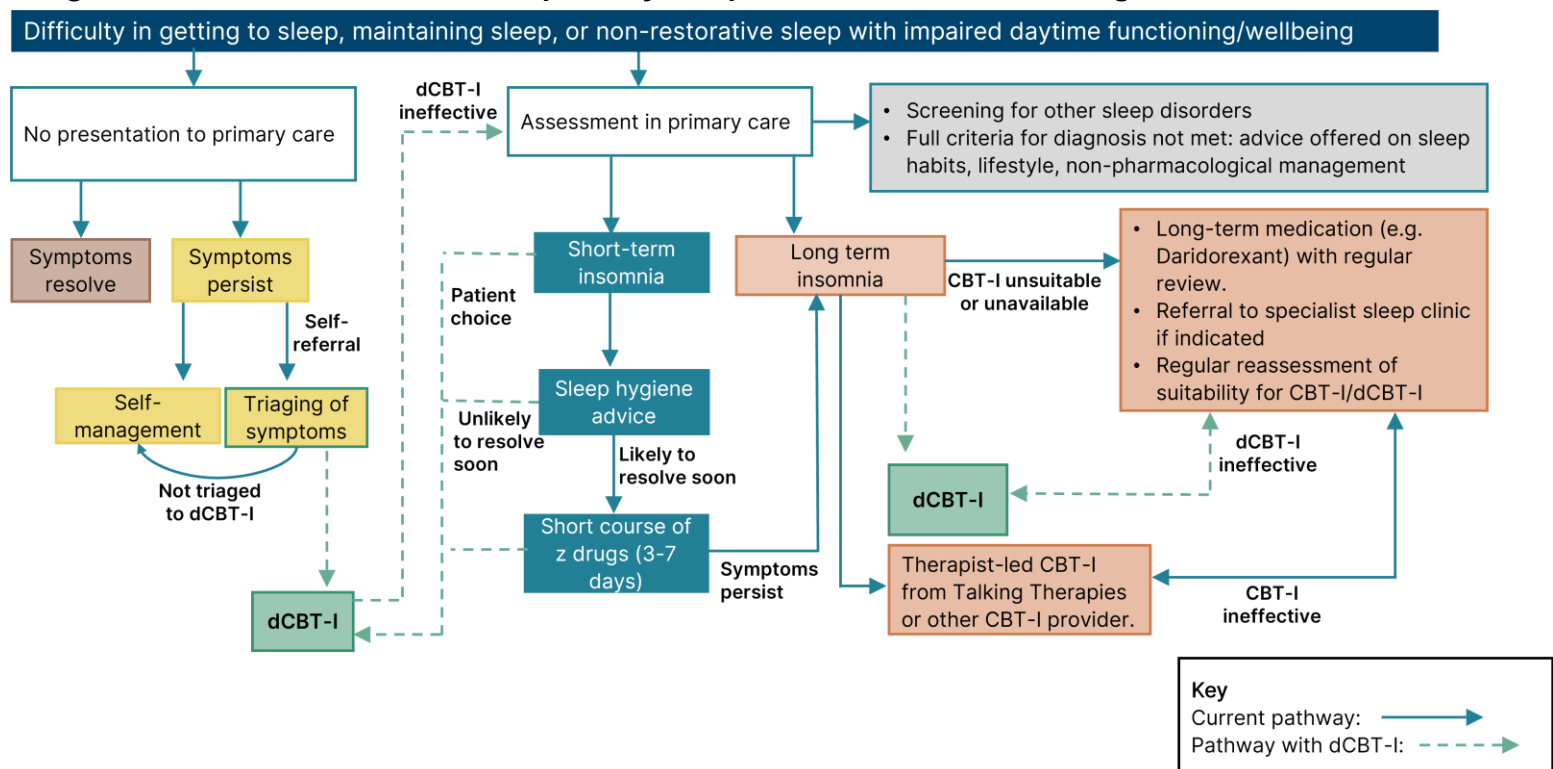 Difficulty in getting to sleep, maintaining sleep, or non-restorative sleep with impaired daytime functioning/wellbeing
No presentation to primary care
dCBT-I
ineffective
Assessment in primary care
• Screening for other sleep disorders
• Full criteria for diagnosis not met: advice offered on sleep
habits, lifestyle, non-pharmacological management
Symptoms
resolve
Symptoms
persist
Self-
referral
Self-
management
Triaging of
symptoms
Not triaged
to dCBT-I
dCBT-I
Short-term
insomnia
Patient
choice
Sleep hygiene
advice
Unlikely
to resolve
soon
Likely to
resolve soon
Short course of
z drugs (3-7
days)
Symptoms
persist
Long term
insomnia
CBT-I unsuitable
or unavailable
• Long-term medication (e.g.
Daridorexant) with regular
review.
• Referral to specialist sleep clinic
if indicated
• Regular reassessment of
suitability for CBT-I/dCBT-I
dCBT-I
dCBT-I
ineffective
Therapist-led CBT-I
from Talking Therapies
or other CBT-I provider.
CBT-I
ineffective
Key
Current pathway:
Pathway with dCBT-I: